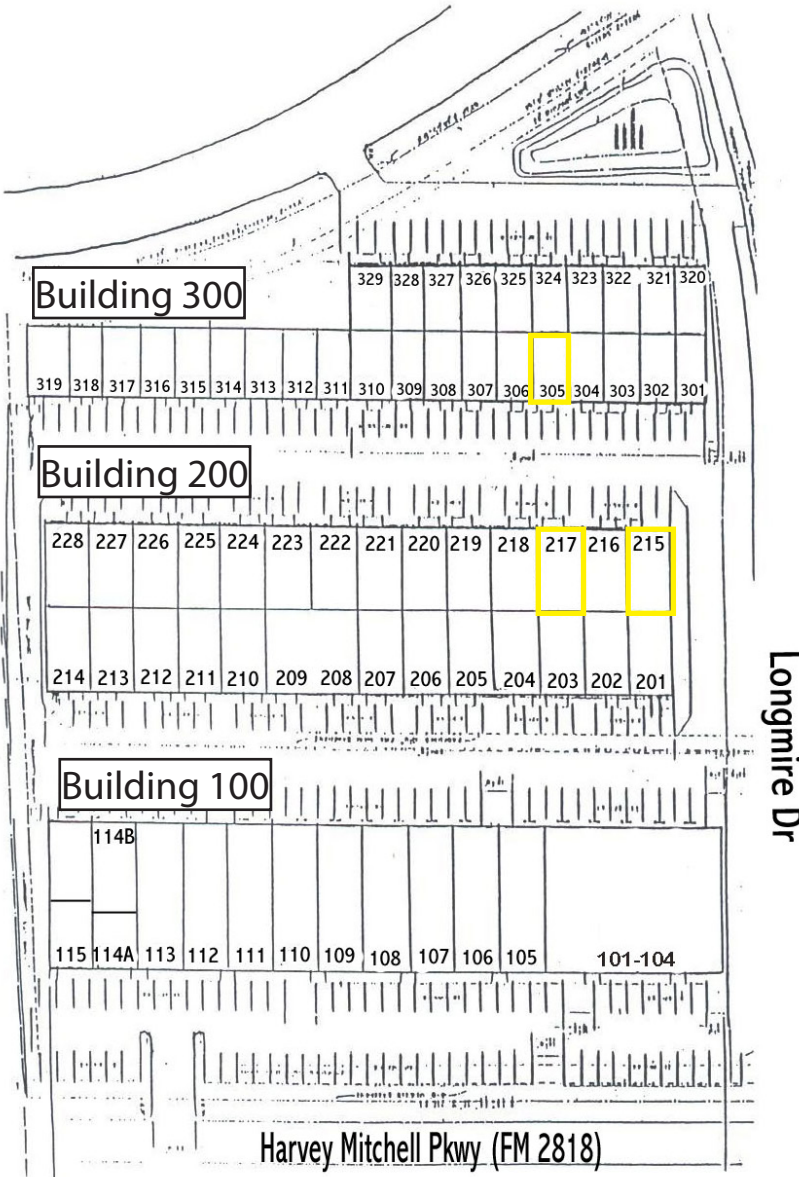 Building 300
329 328 327 326 325 324 323 322 321 320
319 318 317 316 315 314 313 312 311 310 309 308 307 306 305 304 303 302 301
Building 200
228 227 226 225 224 223 222 221 220 219 218 217 216 215
214 213 212 211 210 209 208 207 206 205 204 203 202 201
Longmire Dr
Building 100
114B
115 114A 113 112 111 110 109 108 107 106 105 101-104
Harvey Mitchell Pkwy (FM 2818)